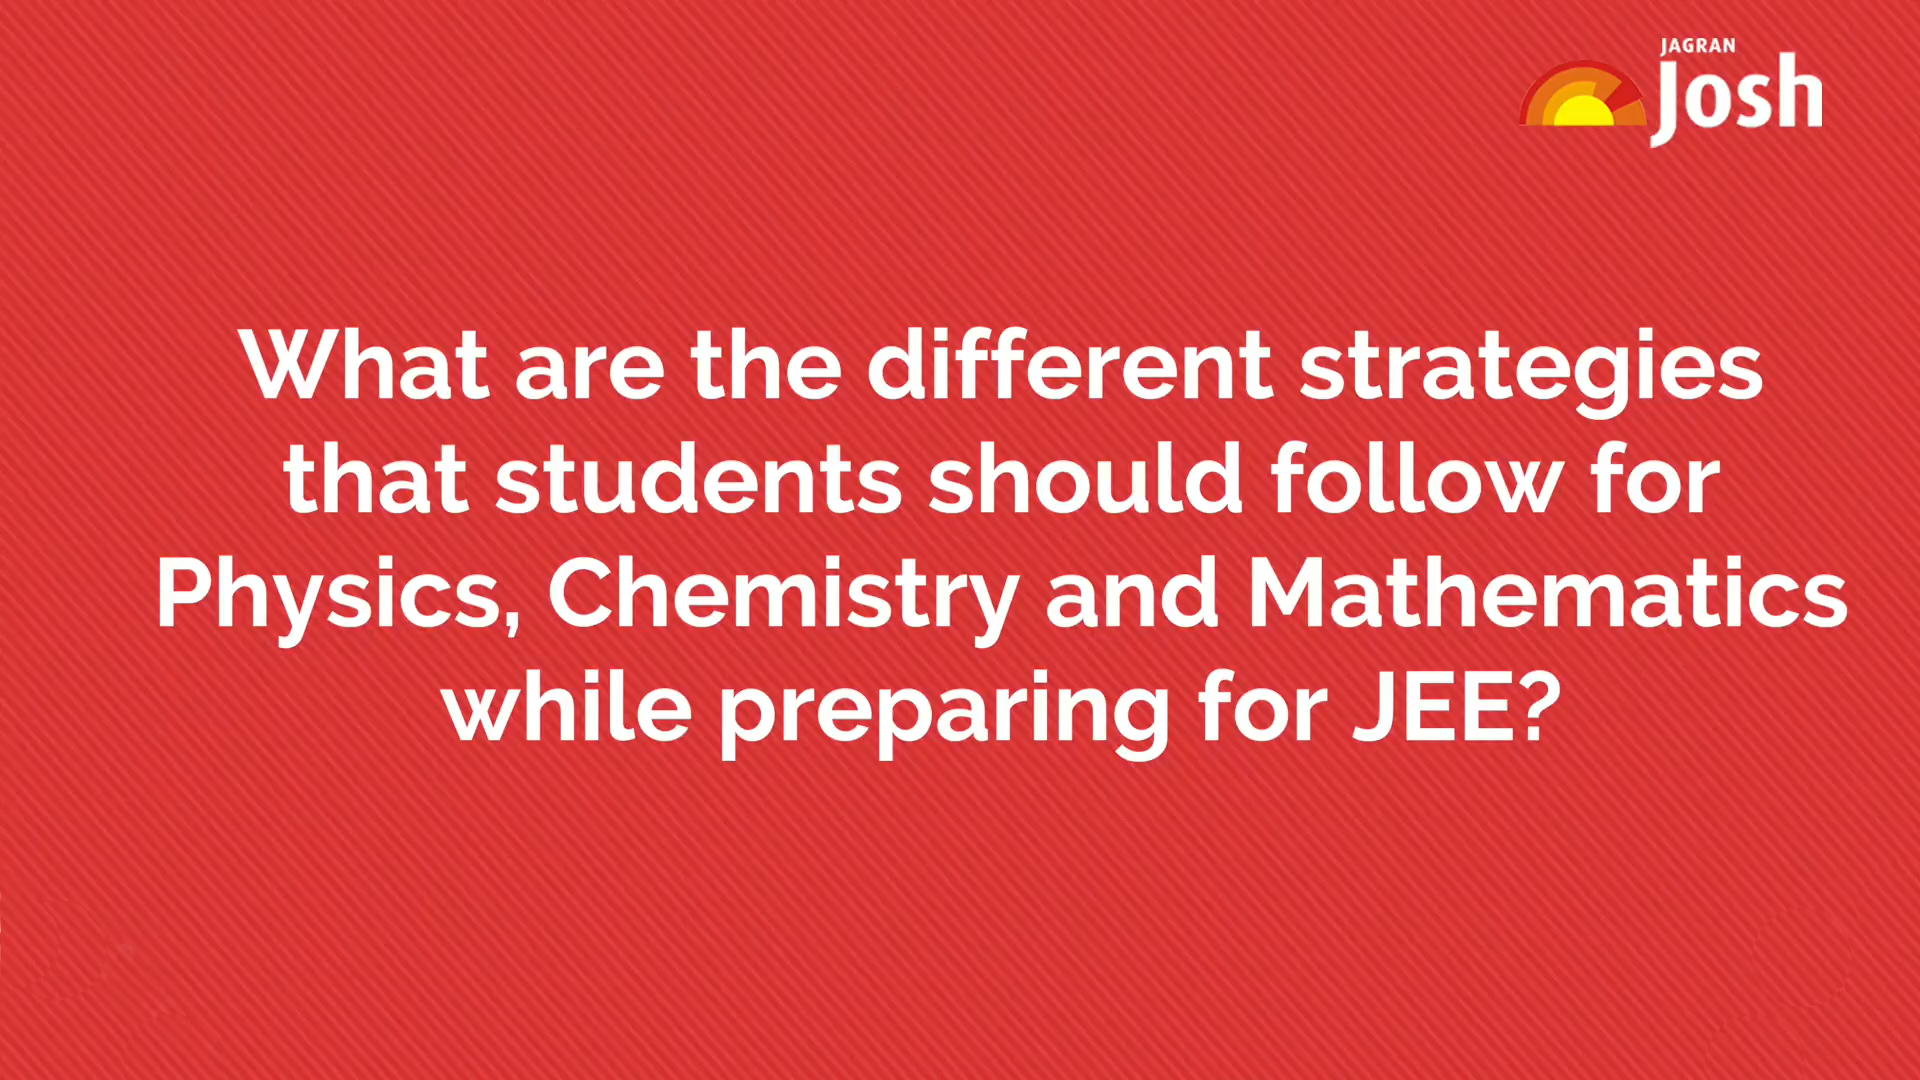 JAGRAN
Josh
What are the different strategies
that students should follow for
Physics, Chemistry and Mathematics
while preparing for JEE?